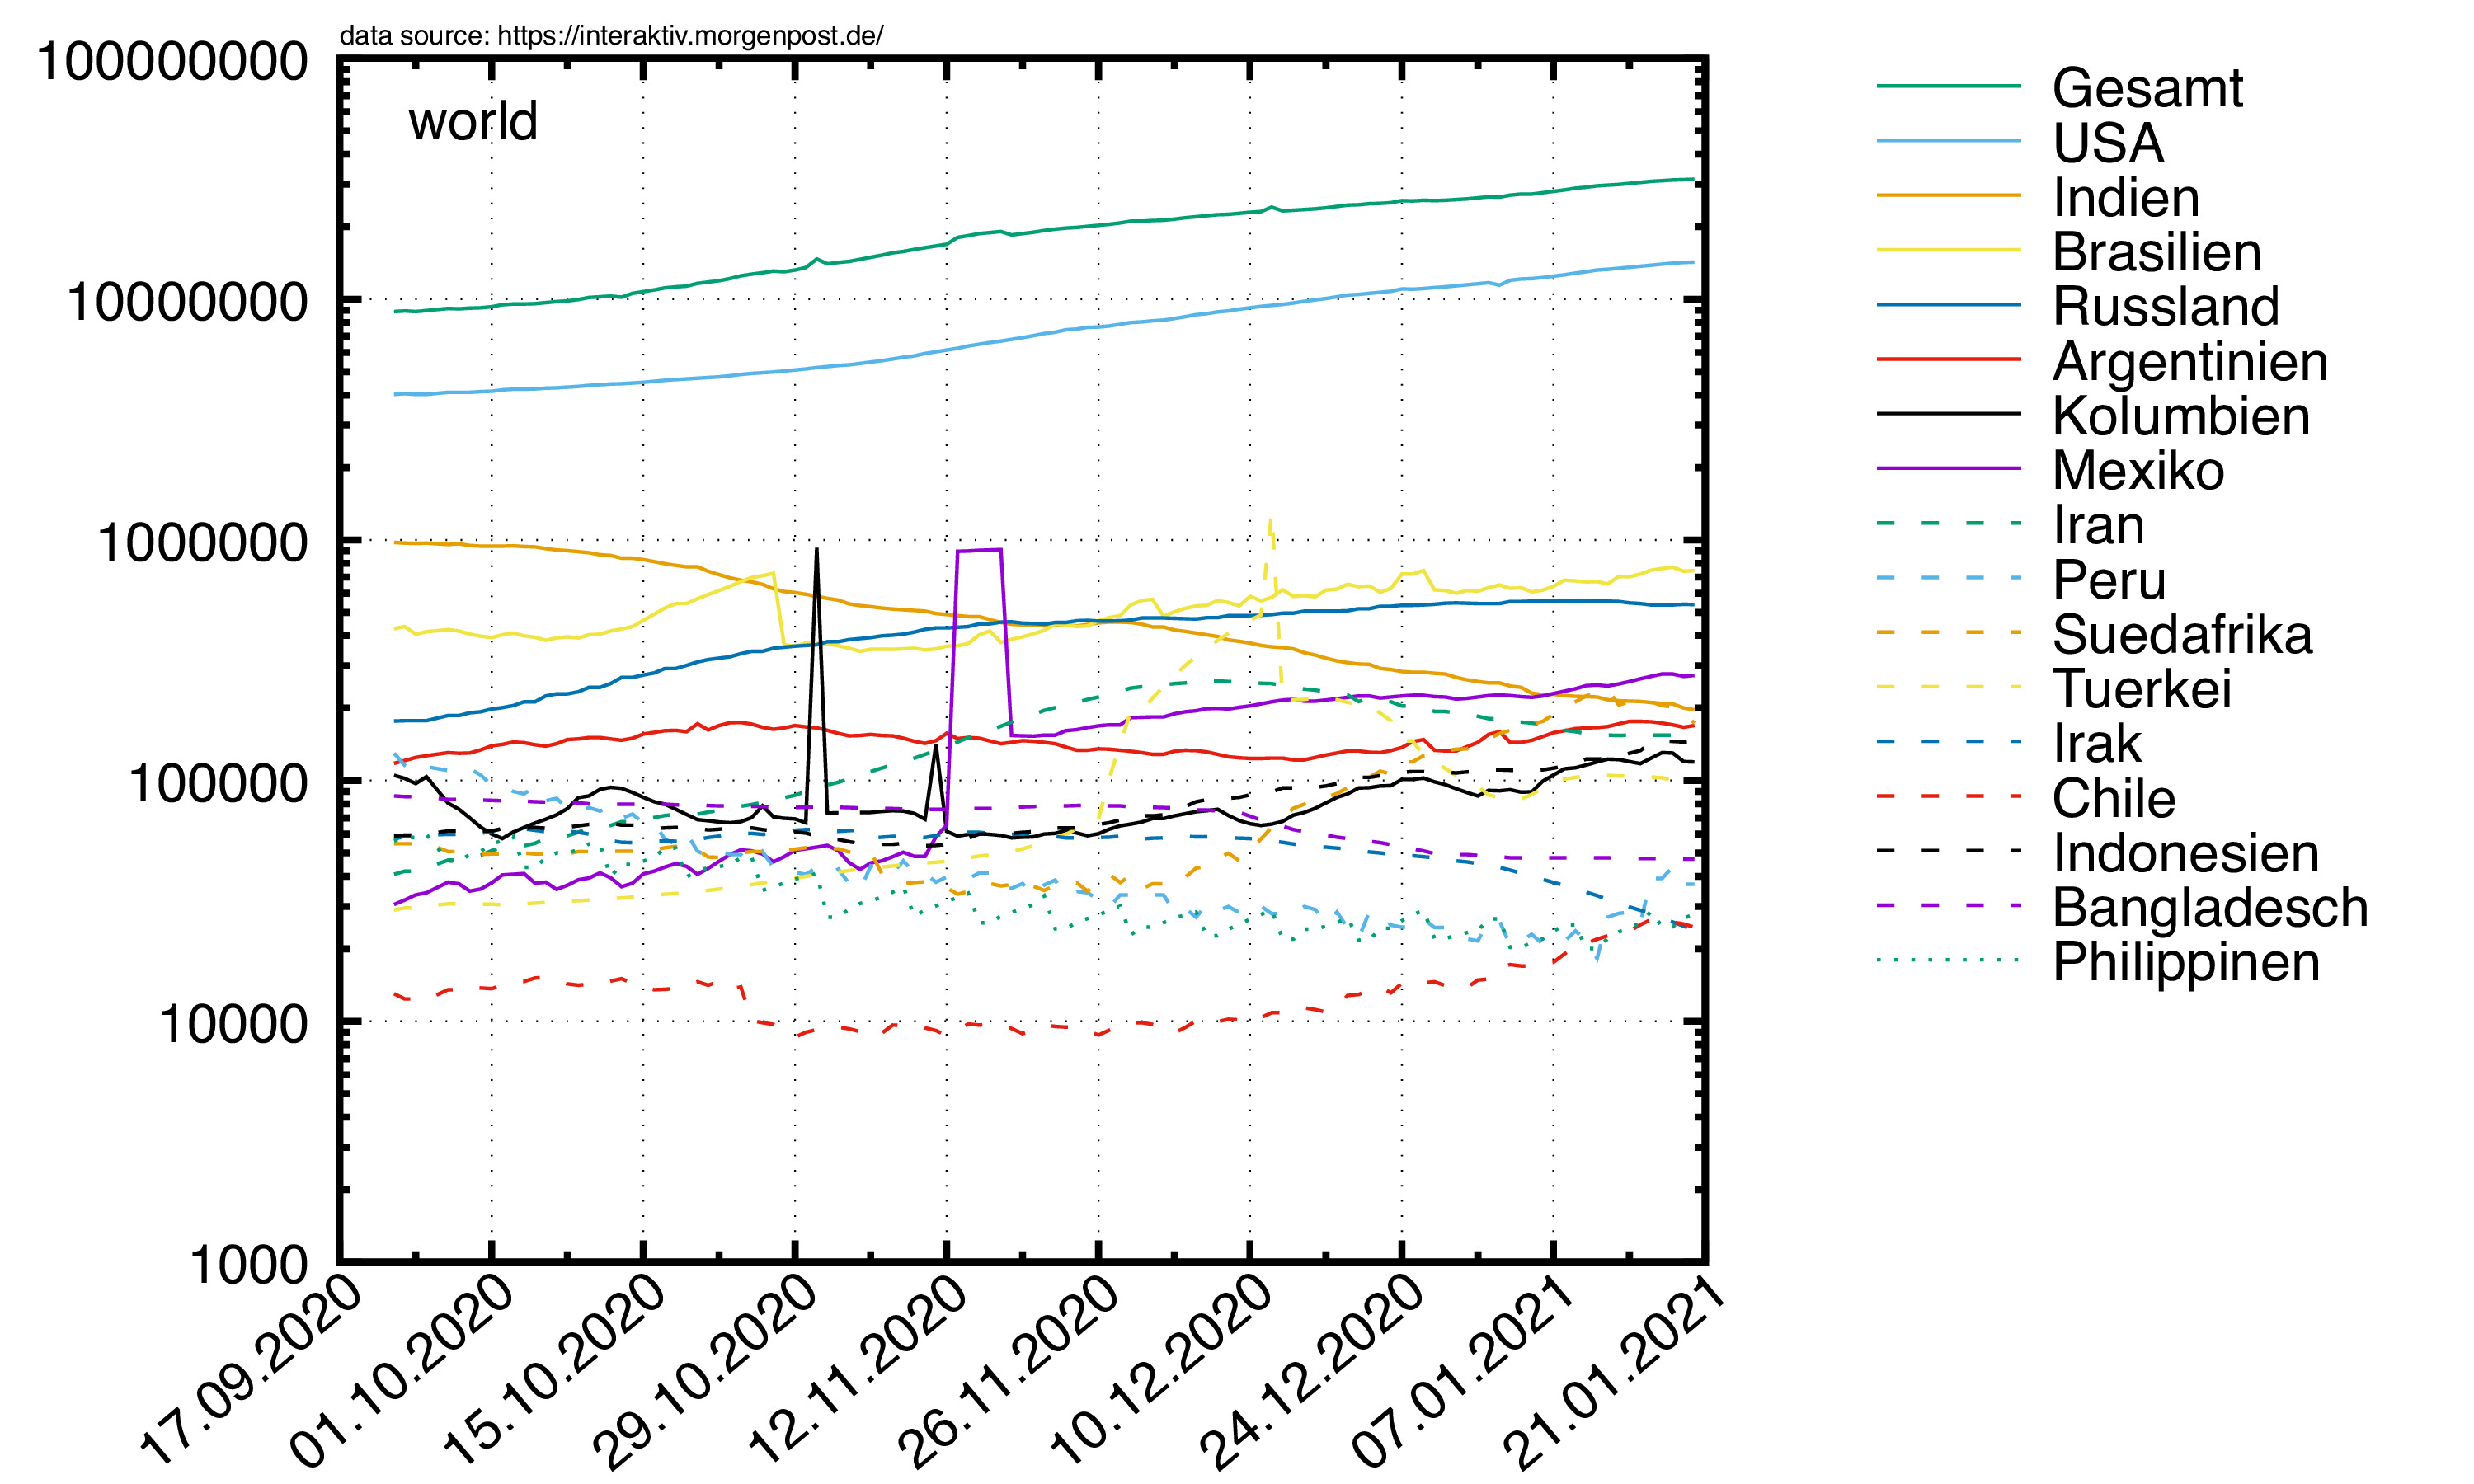 data source: https://interaktiv.morgenpost.de/
world
100000000
10000000
1000000
100000
10000
1000
17.09.2020
01.10.2020
15.10.2020
29.10.2020
12.11.2020
26.11.2020
10.12.2020
24.12.2020
07.01.2021
21.01.2021
Gesamt
USA
Indien
Brasilien
Russland
Argentinien
Kolumbien
Mexiko
Iran
Peru
Suedafrika
Tuerkei
Irak
Chile
Indonesien
Bangladesch
Philippinen